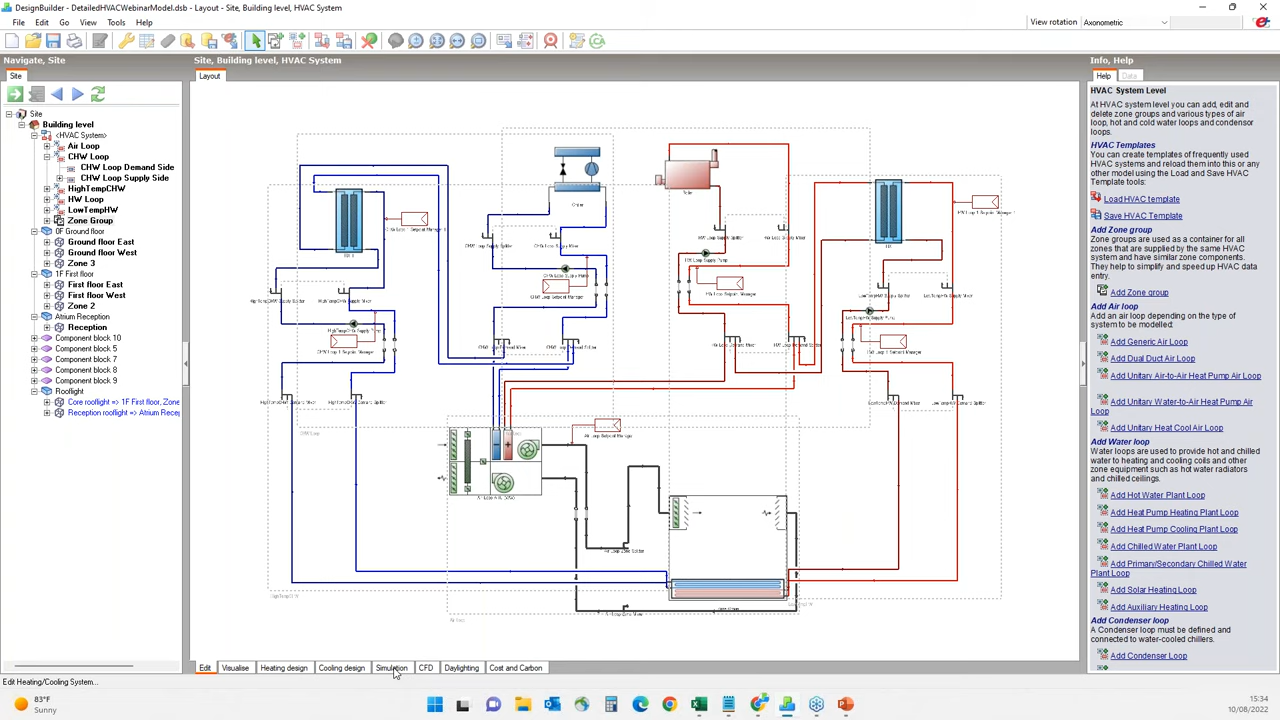 DesignBuilder - DetailedHVACWebinarModel.dsb - Layout - Site, Building level, HVAC System
File Edit Go View Tools Help
View rotation Axonometric
Navigate, Site
Site, Building level, HVAC System
Info, Help
Site
Layout
Help Data
Site
Building level
<HVAC System>
Air Loop
CHW Loop
CHW Loop Demand Side
CHW Loop Supply Side
HighTempCHW
HW Loop
LowTempHW
Zone Group
0F Ground floor
Ground floor East
Ground floor West
Zone 3
1F First floor
First floor East
First floor West
Zone 2
Atrium Reception
Reception
Component block 10
Component block 5
Component block 7
Component block 8
Component block 9
Rooflight
Core rooflight => 1F First floor, Zone
Reception rooflight => Atrium Rece
HVAC System Level
At HVAC system level you can add, edit and
delete zone groups and various types of air
loop, hot and cold water loops and condensor
loops.
HVAC Templates
You can create templates of frequently used
HVAC systems and reload them into this or any
other model using the Load and Save HVAC
Template tools:
Load HVAC template
Save HVAC Template
Add Zone group
Zone groups are used as a container for all
zones that are supplied by the same HVAC
system and have similar zone components.
They help to simplify and speed up HVAC data
entry.
Add Zone group
Add Air loop
Add an air loop depending on the type of
system to be modelled:
Add Generic Air Loop
Add Dual Duct Air Loop
Add Unitary Air-to-Air Heat Pump Air Loop
Add Unitary Water-to-Air Heat Pump Air
Loop
Add Unitary Heat Cool Air Loop
Add Water loop
Water loops are used to provide hot and chilled
water to heating and cooling coils and other
zone equipment such as hot water radiators
and chilled ceilings.
Add Hot Water Plant Loop
Add Heat Pump Heating Plant Loop
Add Heat Pump Cooling Plant Loop
Add Chilled Water Plant Loop
Add Primary/Secondary Chilled Water
Plant Loop
Add Solar Heating Loop
Add Auxiliary Heating Loop
Add Condenser loop
A Condenser loop must be defined and
connected to water-cooled chillers.
Add Condenser Loop
Edit Visualise Heating design Cooling design Simulation CFD Daylighting Cost and Carbon
Edit Heating/Cooling System...
83°F
Sunny
15:34
10/08/2022